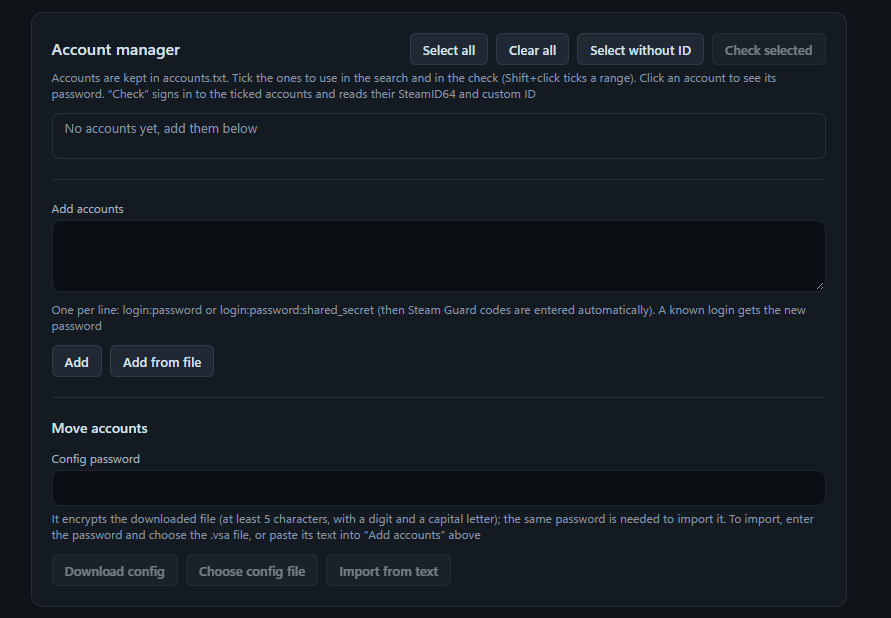 Account manager
Select all
Clear all
Select without ID
Check selected
Accounts are kept in accounts.txt. Tick the ones to use in the search and in the check (Shift+click ticks a range). Click an account to see its
password. “Check” signs in to the ticked accounts and reads their SteamID64 and custom ID
No accounts yet, add them below
Add accounts
One per line: login:password or login:password:shared_secret (then Steam Guard codes are entered automatically). A known login gets the new
password
Add
Add from file
Move accounts
Config password
It encrypts the downloaded file (at least 5 characters, with a digit and a capital letter); the same password is needed to import it. To import, enter
the password and choose the .vsa file, or paste its text into “Add accounts” above
Download config
Choose config file
Import from text